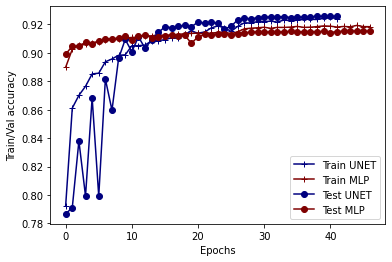 0.92
0.90
0.88
0.86
0.84
0.82
0.80
0.78
Train/Val accuracy
0
10
20
30
40
Epochs
Train UNET
Train MLP
Test UNET
Test MLP